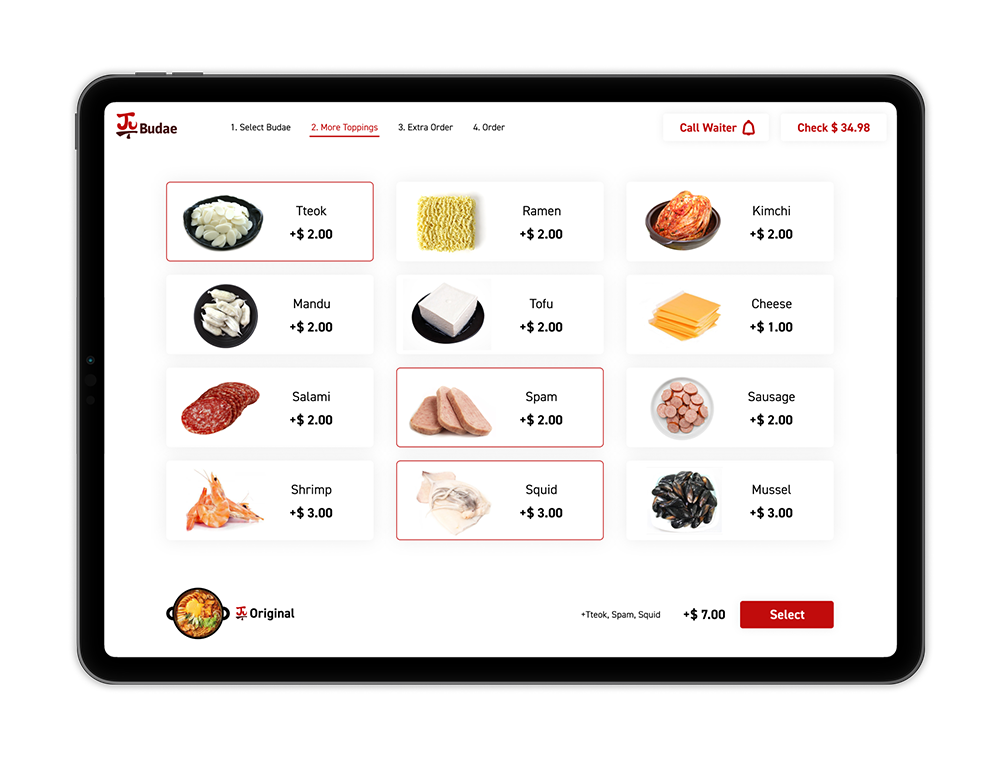 Budae
1. Select Budae
2. More Toppings
3. Extra Order
4. Order
Call Waiter
Check $ 34.98
Tteok
+$ 2.00
Ramen
+$ 2.00
Kimchi
+$ 2.00
Mandu
+$ 2.00
Tofu
+$ 2.00
Cheese
+$ 1.00
Salami
+$ 2.00
Spam
+$ 2.00
Sausage
+$ 2.00
Shrimp
+$ 3.00
Squid
+$ 3.00
Mussel
+$ 3.00
Original
+Tteok, Spam, Squid
+$ 7.00
Select